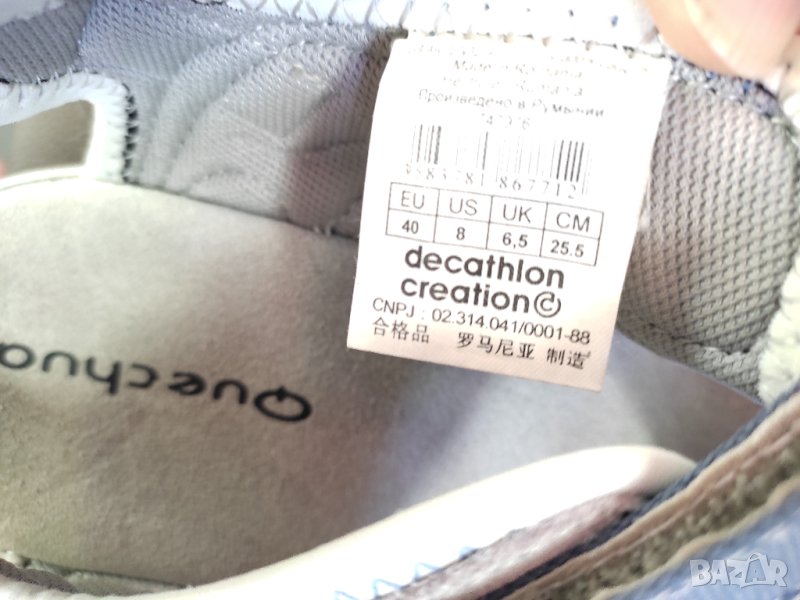 Произведено в Румынии
EU US UK CM
40 8 6,5 25.5
decathlon
creation
CNPJ : 02.314.041/0001-88
合格品 罗马尼亚 制造
Quechua
BAZAR